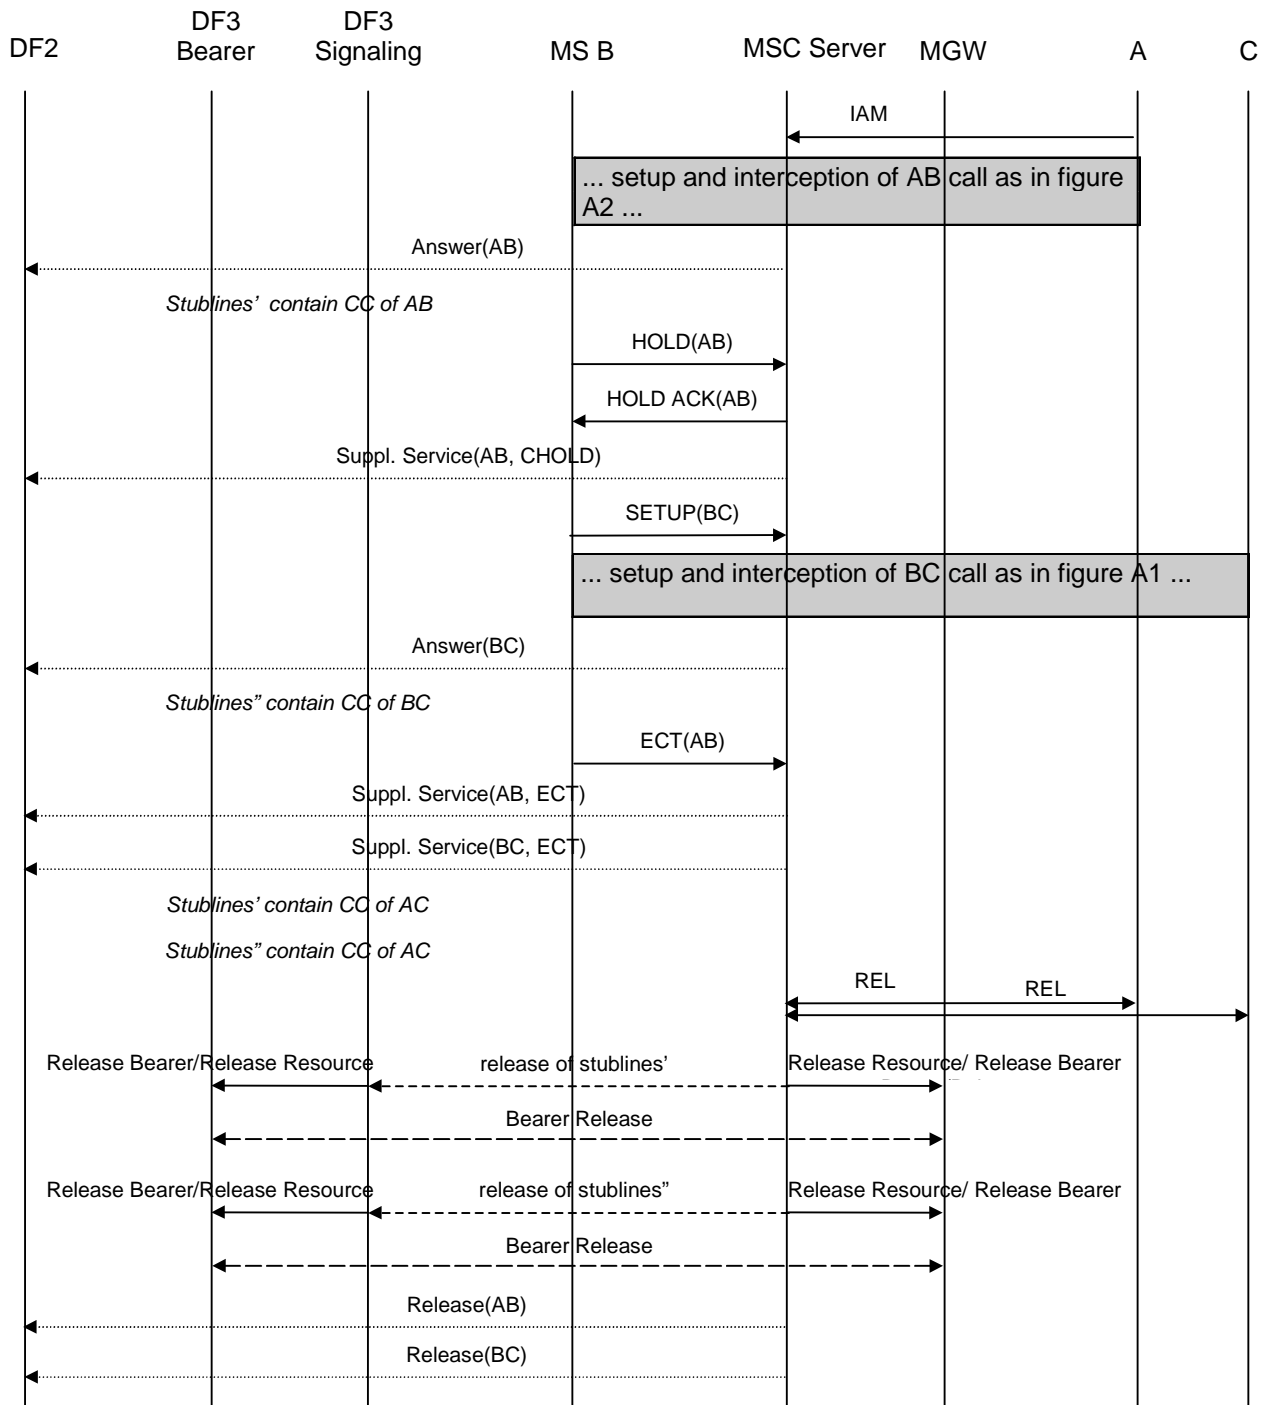 DF2
DF3
Bearer
DF3
Signaling
MS B
MSC Server
MGW
A
C
IAM
... setup and interception of AB call as in figure
A2 ...
Answer(AB)
Stublines’ contain CC of AB
HOLD(AB)
HOLD ACK(AB)
Suppl. Service(AB, CHOLD)
SETUP(BC)
... setup and interception of BC call as in figure A1 ...
Answer(BC)
Stublines” contain CC of BC
ECT(AB)
Suppl. Service(AB, ECT)
Suppl. Service(BC, ECT)
Stublines’ contain CC of AC
Stublines” contain CC of AC
REL
REL
Release Bearer/Release Resource
release of stublines’
Release Resource/ Release Bearer
Bearer Release
Release Bearer/Release Resource
release of stublines”
Release Resource/ Release Bearer
Bearer Release
Release(AB)
Release(BC)